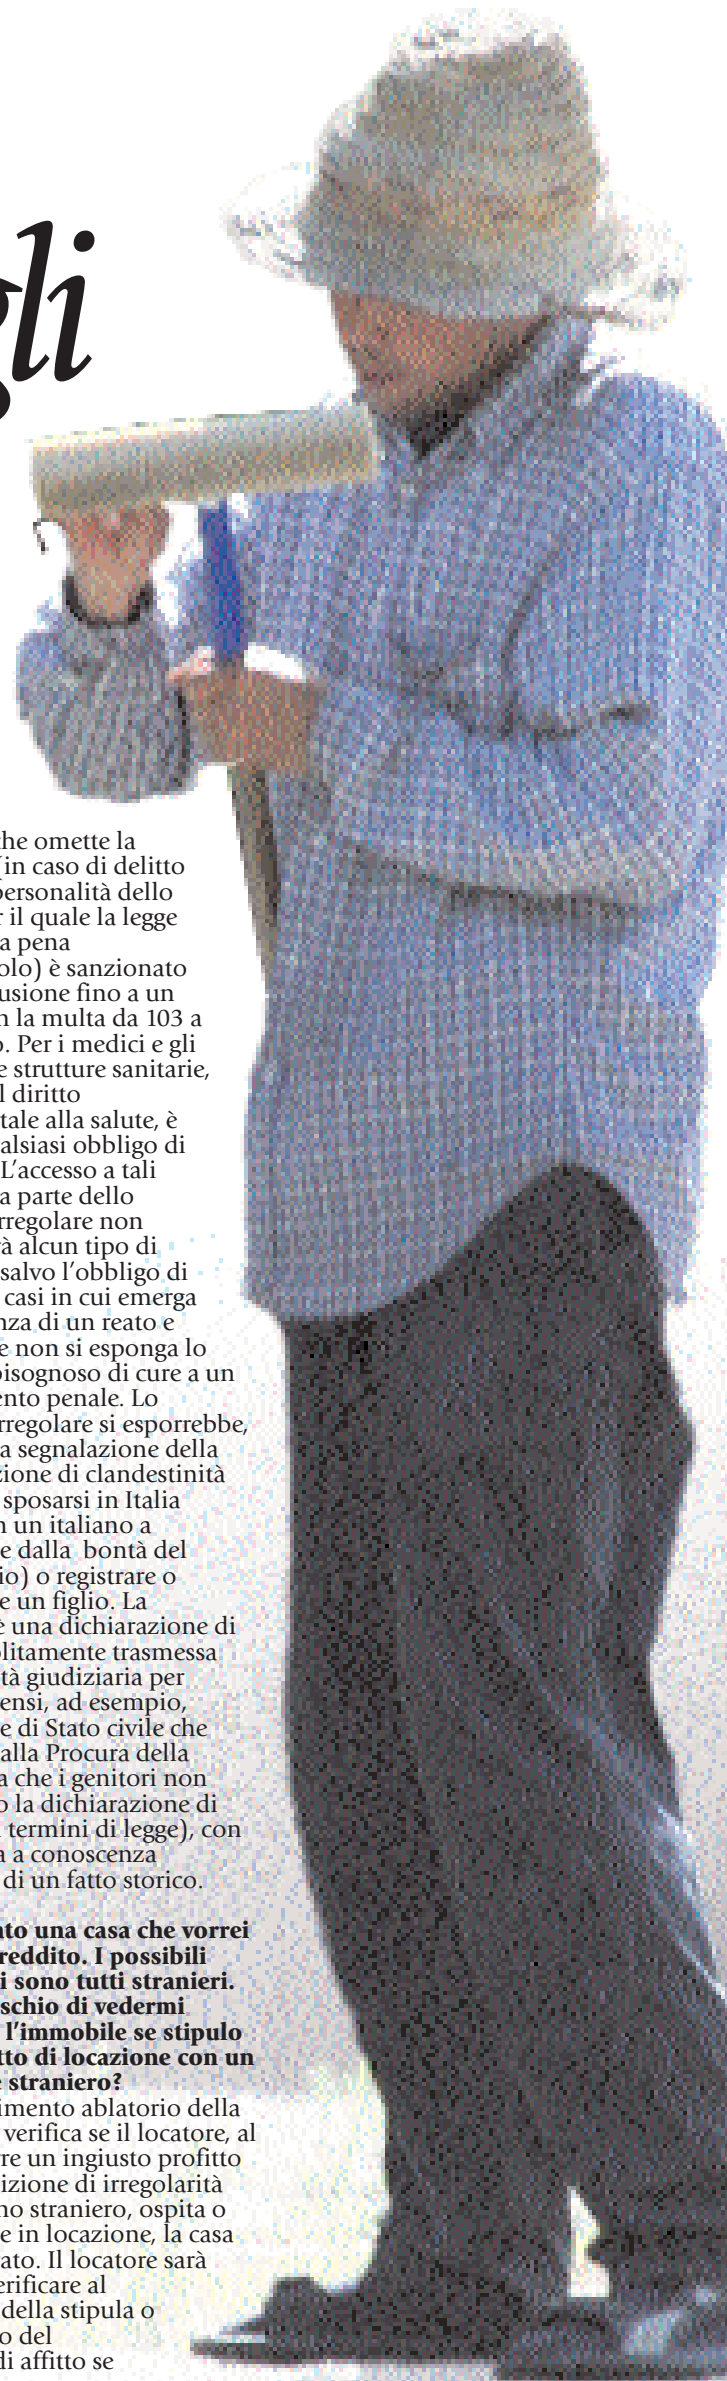 gli
che omette la
(in caso di delitto
personalità dello
r il quale la legge
a pena
olo) è sanzionato
usione fino a un
n la multa da 103 a
o. Per i medici e gli
e strutture sanitarie,
l diritto
tale alla salute, è
alsiasi obbligo di
L’accesso a tali
a parte dello
rregolare non
rà alcun tipo di
salvo l’obbligo di
casi in cui emerga
nza di un reato e
e non si esponga lo
bisognoso di cure a un
ento penale. Lo
rregolare si esporrebbe,
a segnalazione della
zione di clandestinità
sposarsi in Italia
n un italiano a
e dalla bontà del
io) o registrare o
e un figlio. La
è una dichiarazione di
olitamente trasmessa
tà giudiziaria per
ensi, ad esempio,
e di Stato civile che
alla Procura della
a che i genitori non
o la dichiarazione di
i termini di legge), con
a a conoscenza
di un fatto storico.
nto una casa che vorrei
reddito. I possibili
i sono tutti stranieri.
schio di vedermi
l’immobile se stipulo
tto di locazione con un
e straniero?
imento ablatorio della
verifica se il locatore, al
rre un ingiusto profitto
dizione di irregolarità
no straniero, ospita o
e in locazione, la casa
ato. Il locatore sarà
erificare al
della stipula o
o del
di affitto se